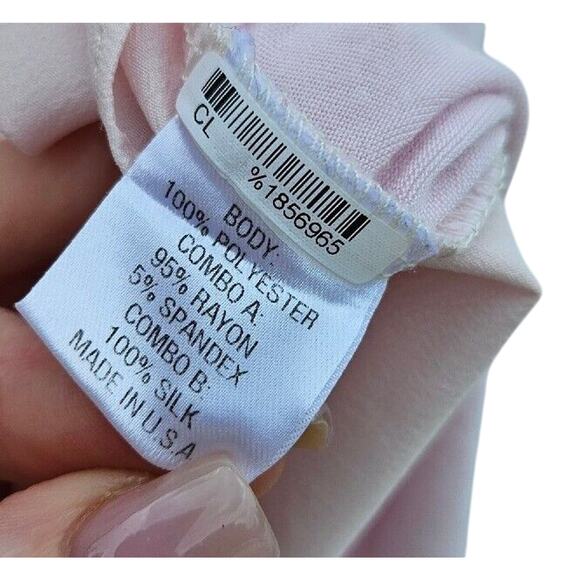 CL
%1856965
BODY:
100% POLYESTER
COMBO A:
95% RAYON
5% SPANDEX
COMBO B:
100% SILK
MADE IN U.S.A